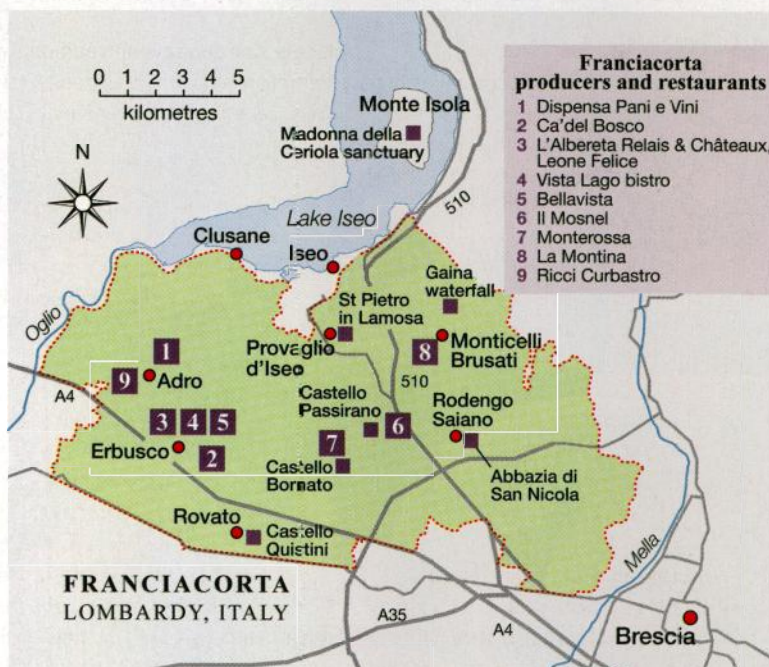 0 1 2 3 4 5
kilometres
N
Franciacorta
producers and restaurants
1 Dispensa Pani e Vini
2 Ca'del Bosco
3 L'Albereta Relais & Châteaux,
Leone Felice
4 Vista Lago bistro
5 Bellavista
6 Il Mosnel
7 Monterossa
8 La Montina
9 Ricci Curbastro
Monte Isola
Madonna della
Ceriola sanctuary
510
Lake Iseo
Clusane
Iseo
Oglio
Gaina
waterfall
St Pietro
in Lamosa
Provaglio
d'Iseo
8
Monticelli
Brusati
1
9
Adro
A4
510
Castello
Passirano
6
Rodengo
Saiano
3 4 5
Erbusco
2
7
Castello
Bornato
Abbazia di
San Nicola
Rovato
Castello
Quistini
Mella
FRANCIACORTA
LOMBARDY, ITALY
A35
A4
Brescia